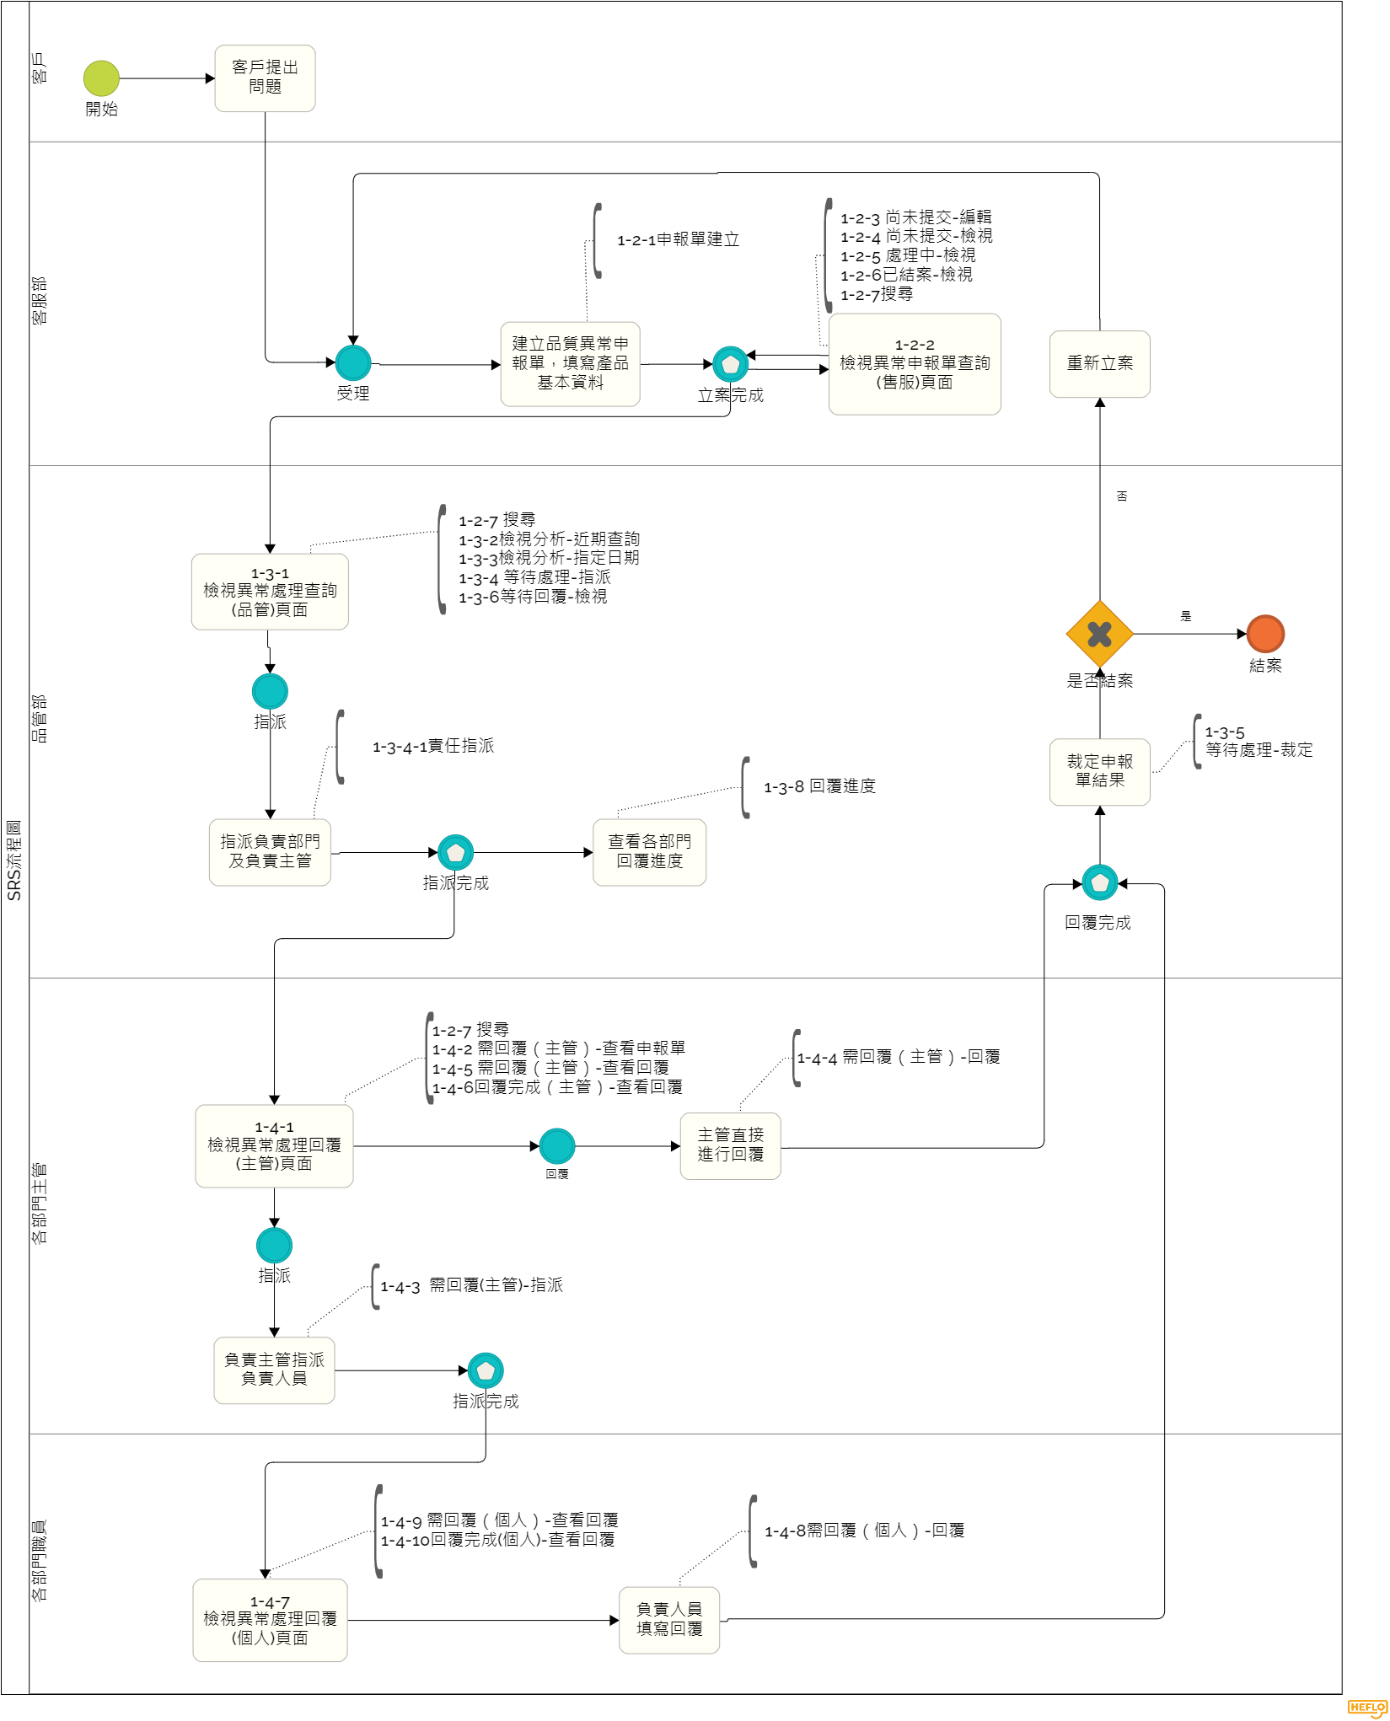 SRS流程圖
客戶
開始
客戶提出
問題
客服部
1-2-1申報單建立
1-2-3 尚未提交-編輯
1-2-4 尚未提交-檢視
1-2-5 處理中-檢視
1-2-6已結案-檢視
1-2-7搜尋
受理
建立品質異常申
報單，填寫產品
基本資料
立案完成
1-2-2
檢視異常申報單查詢
(售服)頁面
重新立案
否
品管部
1-2-7 搜尋
1-3-2檢視分析-近期查詢
1-3-3檢視分析-指定日期
1-3-4 等待處理-指派
1-3-6等待回覆-檢視
1-3-1
檢視異常處理查詢
(品管)頁面
是
結案
是否結案
指派
1-3-4-1責任指派
1-3-5
等待處理-裁定
裁定申報
單結果
1-3-8 回覆進度
指派負責部門
及負責主管
指派完成
查看各部門
回覆進度
回覆完成
各部門主管
1-2-7 搜尋
1-4-2 需回覆（主管）-查看申報單
1-4-5 需回覆（主管）-查看回覆
1-4-6回覆完成（主管）-查看回覆
1-4-4 需回覆（主管）-回覆
1-4-1
檢視異常處理回覆
(主管)頁面
回覆
主管直接
進行回覆
指派
1-4-3 需回覆(主管)-指派
負責主管指派
負責人員
指派完成
各部門職員
1-4-9 需回覆（個人）-查看回覆
1-4-10回覆完成(個人)-查看回覆
1-4-8需回覆（個人）-回覆
1-4-7
檢視異常處理回覆
(個人)頁面
負責人員
填寫回覆
HEFLO